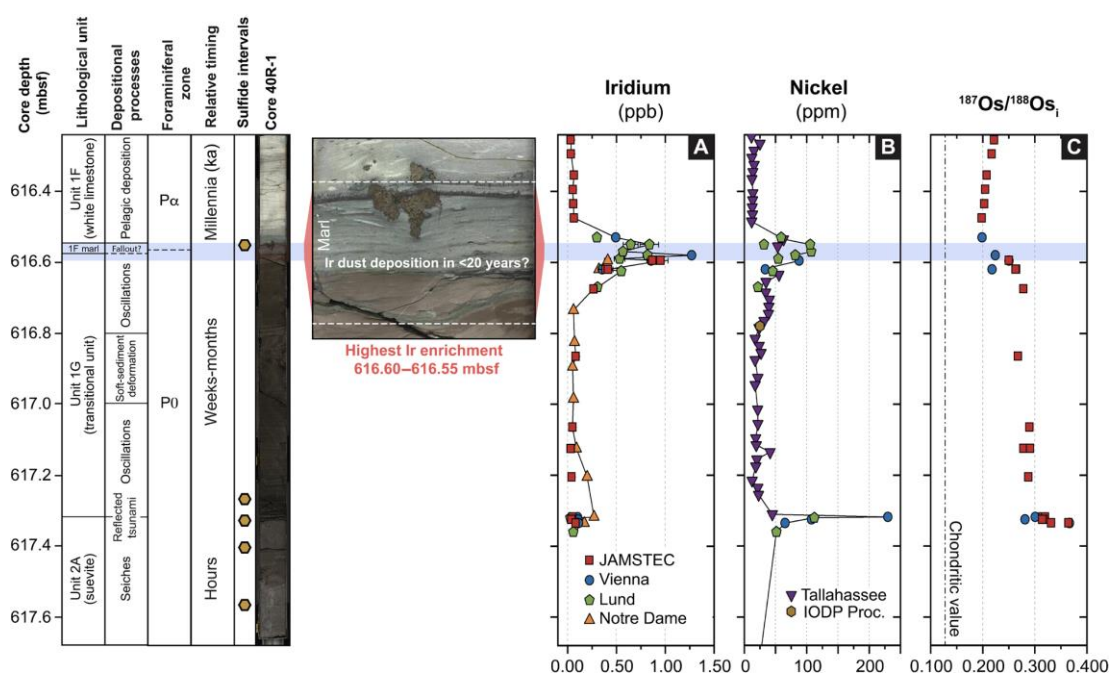 Core depth
(mbsf)
Lithological unit
Depositional
processes
Foraminiferal
zone
Relative timing
Sulfide intervals
Core 40R-1
616.4
616.6
616.8
617.0
617.2
617.4
617.6
Unit 1F
(white limestone)
1F marl
Unit 1G
(transitional unit)
Unit 2A
(suevite)
Pelagic deposition
Fallout?
Oscillations
Soft-sediment
deformation
Oscillations
Reflected
tsunami
Seiches
Pα
P0
Millennia (ka)
Weeks-months
Hours
Marl
Ir dust deposition in <20 years?
Highest Ir enrichment
616.60–616.55 mbsf
Iridium
(ppb)
A
JAMSTEC
Vienna
Lund
Notre Dame
0.00 0.50 1.00 1.50
Nickel
(ppm)
B
Tallahassee
IODP Proc.
0 50 100 250
¹⁸⁷Os/¹⁸⁸Osᵢ
C
Chondritic value
0.100 0.200 0.300 0.400